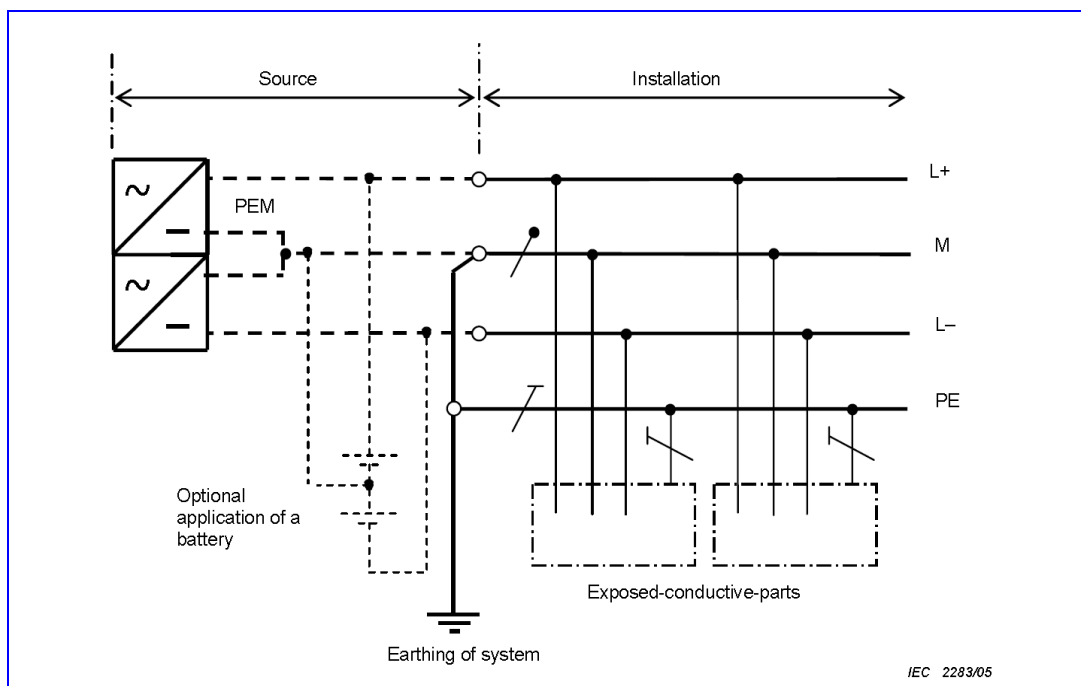 Source
Installation
L+
PEM
M
L–
PE
Optional
application of a
battery
Exposed-conductive-parts
Earthing of system
IEC 2283/05